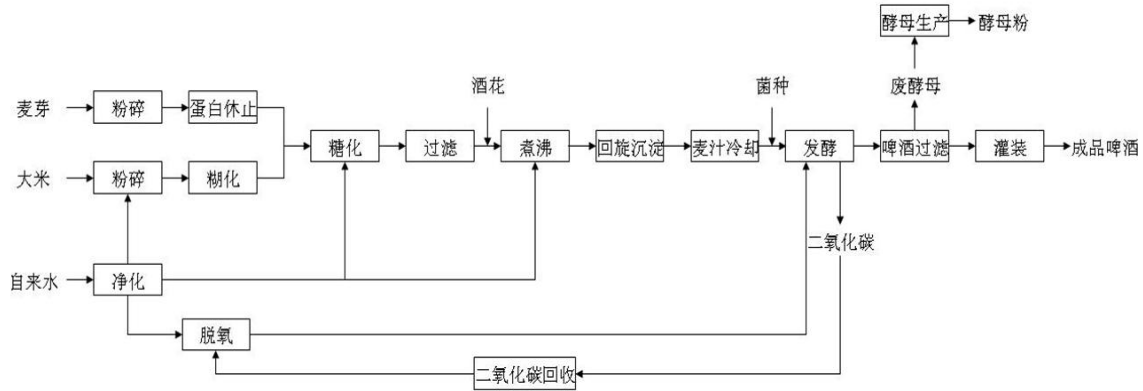 酵母生产
酵母粉
酒花
菌种
废酵母
麦芽
粉碎
蛋白休止
糖化
过滤
煮沸
回旋沉淀
麦汁冷却
发酵
啤酒过滤
灌装
成品啤酒
大米
粉碎
糊化
二氧化碳
自来水
净化
脱氧
二氧化碳回收